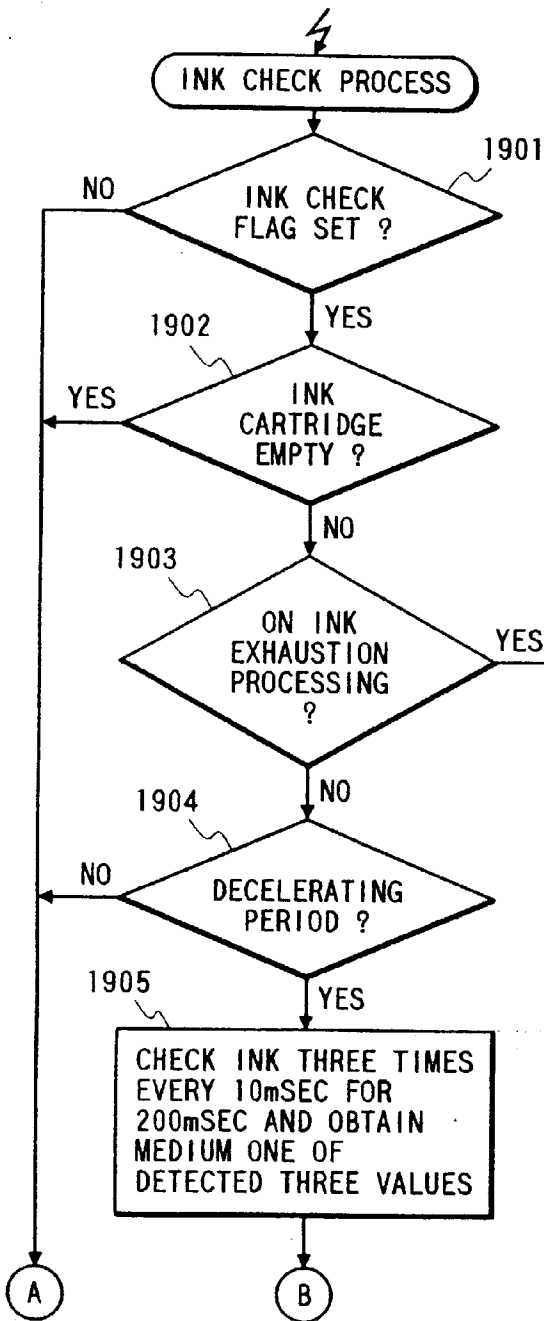 INK CHECK PROCESS
1901
NO
INK CHECK
FLAG SET ?
YES
1902
YES
INK
CARTRIDGE
EMPTY ?
NO
1903
ON INK
EXHAUSTION
PROCESSING
?
YES
NO
1904
NO
DECELERATING
PERIOD ?
YES
1905
CHECK INK THREE TIMES
EVERY 10mSEC FOR
200mSEC AND OBTAIN
MEDIUM ONE OF
DETECTED THREE VALUES
A
B